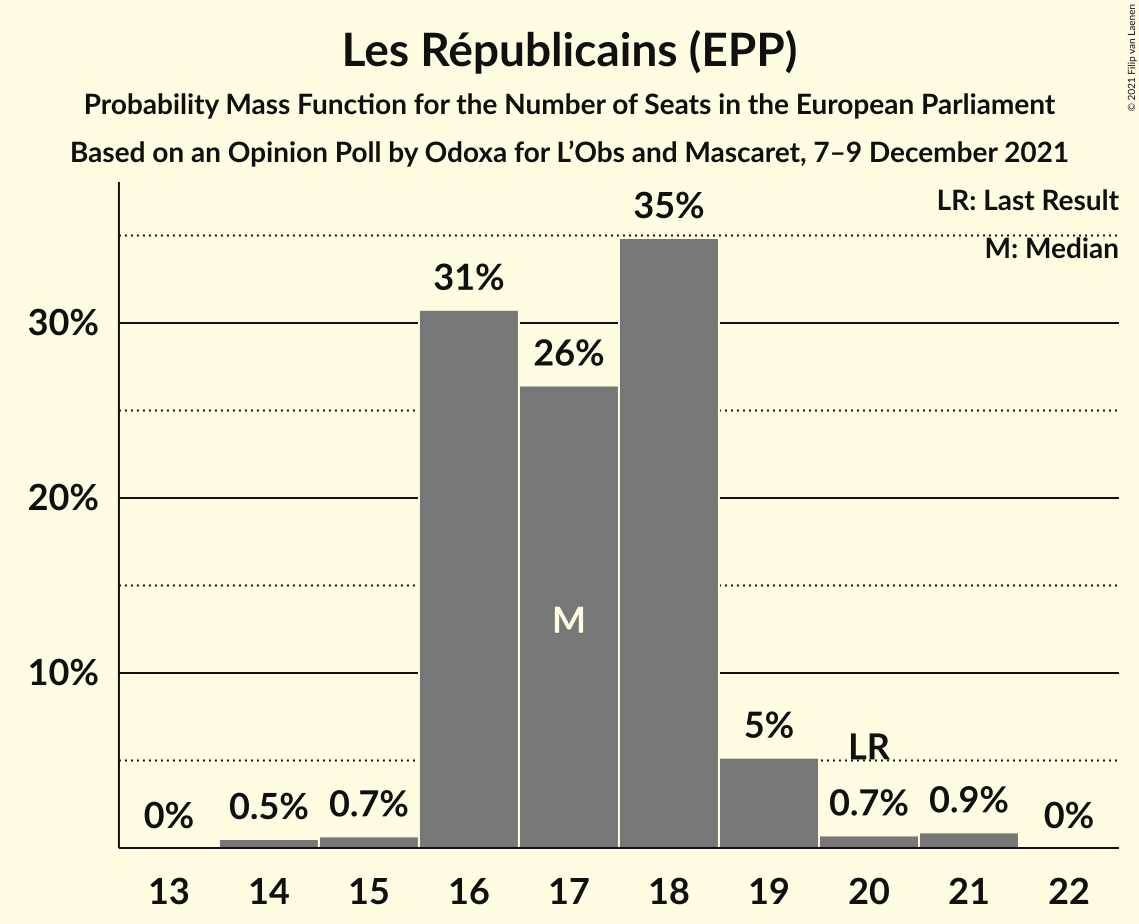 Les Républicains (EPP)
Probability Mass Function for the Number of Seats in the European Parliament
Based on an Opinion Poll by Odoxa for L’Obs and Mascaret, 7–9 December 2021
© 2021 Filip van Laenen
LR: Last Result
M: Median
35%
31%
30%
26%
20%
M
10%
5%
LR
0%
0.5%
0.7%
0.7%
0.9%
0%
13 14 15 16 17 18 19 20 21 22